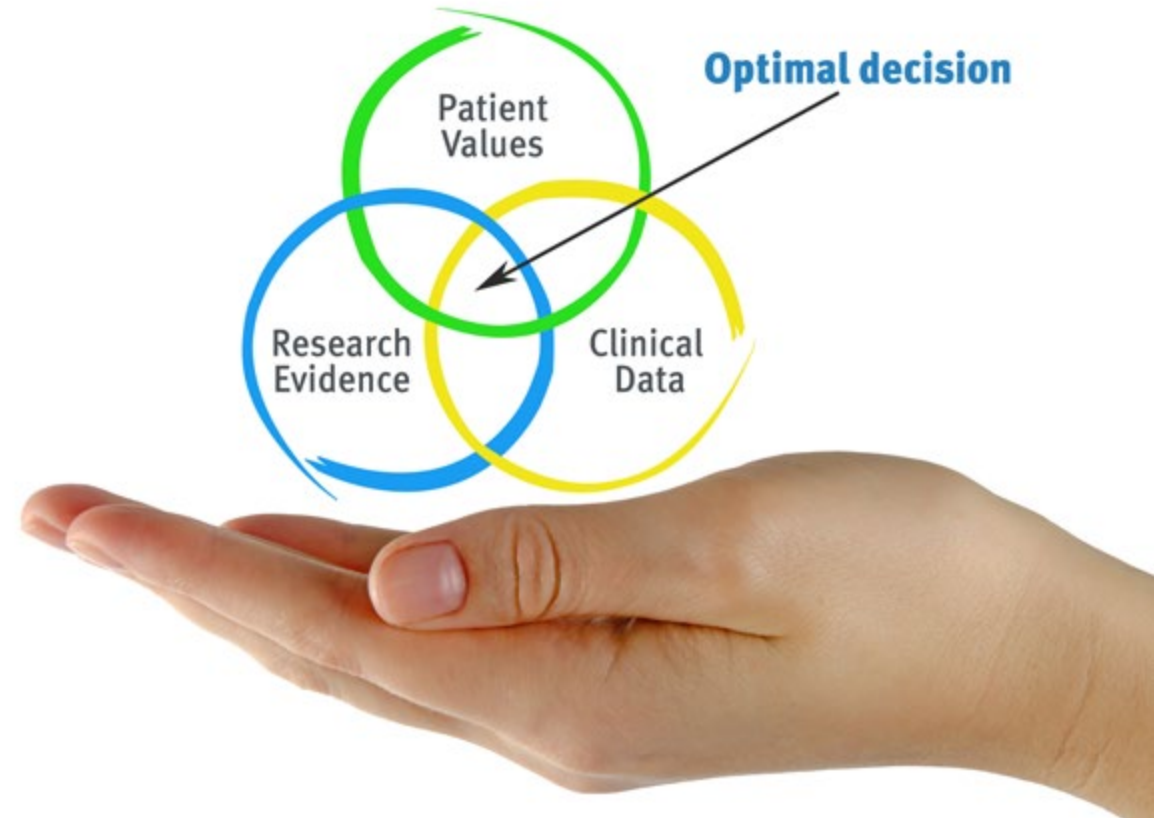 Optimal decision
Patient
Values
Research
Evidence
Clinical
Data